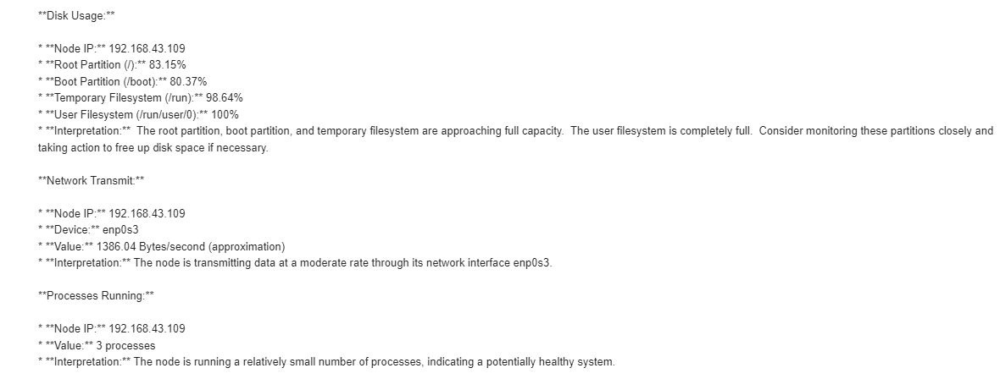 **Disk Usage:**
* **Node IP:** 192.168.43.109
* **Root Partition (/):** 83.15%
* **Boot Partition (/boot):** 80.37%
* **Temporary Filesystem (/run):** 98.64%
* **User Filesystem (/run/user/0):** 100%
* **Interpretation:**  The root partition, boot partition, and temporary filesystem are approaching full capacity.  The user filesystem is completely full.  Consider monitoring these partitions closely and
taking action to free up disk space if necessary.
**Network Transmit:**
* **Node IP:** 192.168.43.109
* **Device:** enp0s3
* **Value:** 1386.04 Bytes/second (approximation)
* **Interpretation:** The node is transmitting data at a moderate rate through its network interface enp0s3.
**Processes Running:**
* **Node IP:** 192.168.43.109
* **Value:** 3 processes
* **Interpretation:** The node is running a relatively small number of processes, indicating a potentially healthy system.